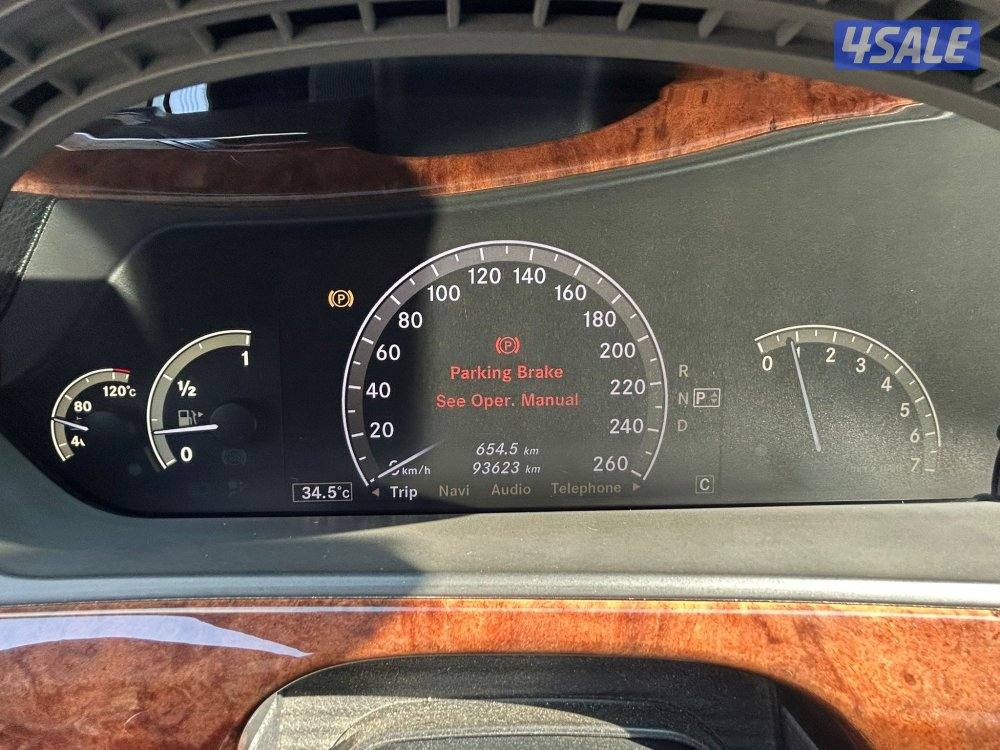 4SALE
120 140
100 160
80 180
60 200
40 220
20 240
0 km/h 260
P
P
Parking Brake
See Oper. Manual
654.5 km
93623 km
Trip Navi Audio Telephone
34.5°C
120°C
80
1
½
0
R
N P
D
C
0 1 2 3 4 5 6 7